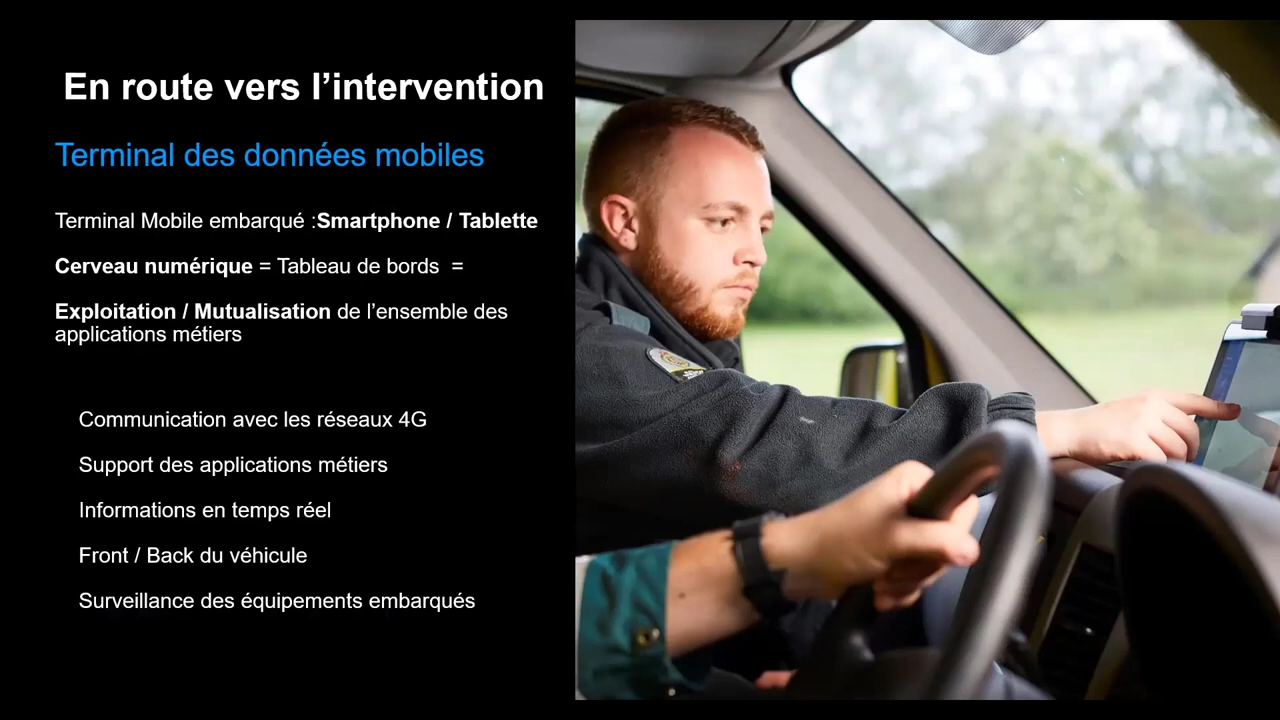 En route vers l’intervention
Terminal des données mobiles
Terminal Mobile embarqué :Smartphone / Tablette
Cerveau numérique = Tableau de bords  =
Exploitation / Mutualisation de l’ensemble des
applications métiers
Communication avec les réseaux 4G
Support des applications métiers
Informations en temps réel
Front / Back du véhicule
Surveillance des équipements embarqués